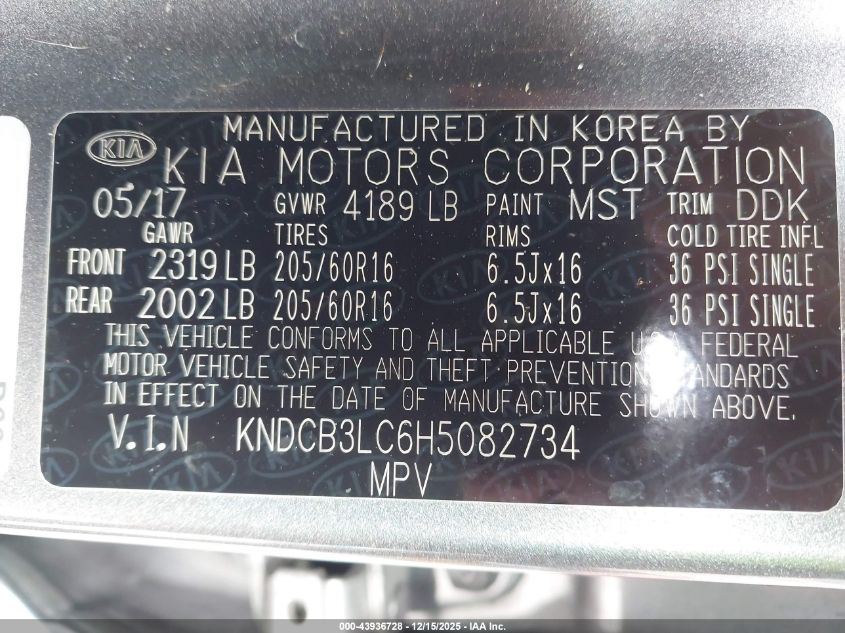 MANUFACTURED IN KOREA BY
KIA KIA MOTORS CORPORATION
05/17 GVWR 4189 LB PAINT MST TRIM DDK
GAWR TIRES RIMS COLD TIRE INFL
FRONT 2319 LB 205/60R16 6.5Jx16 36 PSI SINGLE
REAR 2002 LB 205/60R16 6.5Jx16 36 PSI SINGLE
THIS VEHICLE CONFORMS TO ALL APPLICABLE U.S.A. FEDERAL
MOTOR VEHICLE SAFETY AND THEFT PREVENTION STANDARDS
IN EFFECT ON THE DATE OF MANUFACTURE SHOWN ABOVE.
V.I.N KNDCB3LC6H5082734
MPV
000-43936728 - 12/15/2025 - IAA Inc.